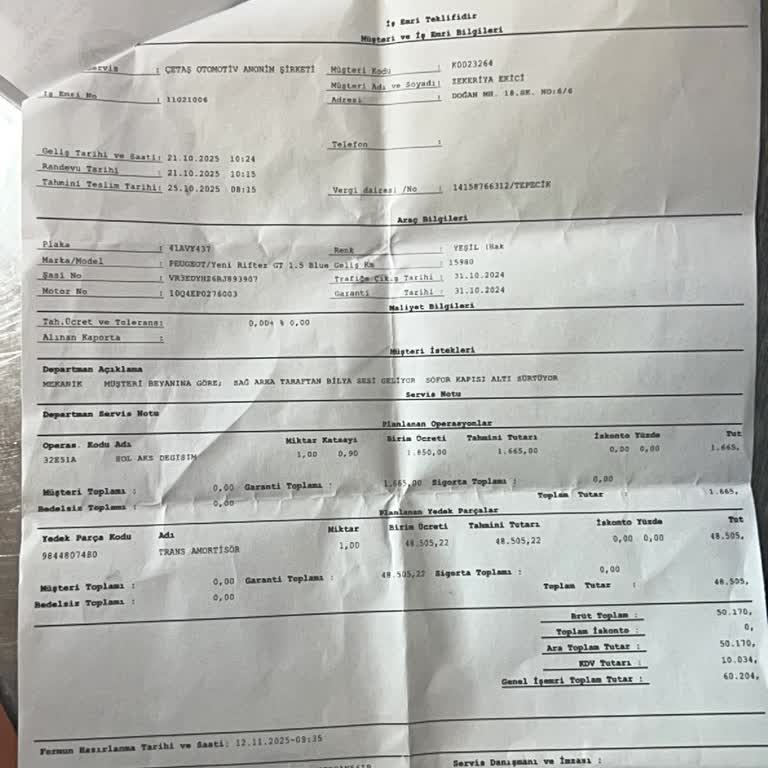 İş Emri Teklifidir
Müşteri ve İş Emri Bilgileri
: ÇETAŞ OTOMOTİV ANONİM ŞİRKETİ Müşteri Kodu : K0023264
Müşteri Adı ve Soyadı: ZEKERİYA EKİCİ
İş Emri No : 11021006 Adresi : DOĞAN MH. 18.SK. NO:6/6
Telefon :
Geliş Tarihi ve Saati: 21.10.2025 10:24
Randevu Tarihi : 21.10.2025 10:15
Tahmini Teslim Tarihi: 25.10.2025 08:15 Vergi dairesi /No : 14158766312/TEPECİK
Araç Bilgileri
Plaka : 41AVY437 Renk : YEŞİL (Hak
Marka/Model : PEUGEOT/Yeni Rifter GT 1.5 Blue Geliş Km : 15980
Şasi No : VR3EDYHZ6RJ893907 Trafiğe Çıkış Tarihi : 31.10.2024
Motor No : 10Q4EP0276003 Garanti Tarihi : 31.10.2024
Maliyet Bilgileri
Tah.Ücret ve Tolerans: 0,00+ % 0,00
Alınan Kaporta :
Müşteri İstekleri
Departman Açıklama
MEKANIK MÜŞTERİ BEYANINA GÖRE; SAĞ ARKA TARAFTAN BİLYA SESİ GELİYOR SOFOR KAPISI ALTI SÜRTÜYOR
Servis Notu
Departman Servis Notu
Planlanan Operasyonlar
Operas. Kodu Adı Miktar Katsayı Birim Ücreti Tahmini Tutarı İskonto Yüzde Tut
32E51A HOL AKS DEGISIM 1,00 0,90 1.850,00 1.665,00 0,00 0,00 1.665,
Müşteri Toplamı : 0,00 Garanti Toplamı : 1.665,00 Sigorta Toplamı : 0,00
Bedelsiz Toplamı : 0,00 Toplam Tutar 1.665,
Planlanan Yedek Parçalar
Yedek Parça Kodu Adı Miktar Birim Ücreti Tahmini Tutarı İskonto Yüzde Tut
9844807480 TRANS AMORTISÖR 1,00 48.505,22 48.505,22 0,00 0,00 48.505,
Müşteri Toplamı : 0,00 Garanti Toplamı : 48.505,22 Sigorta Toplamı : 0,00
Bedelsiz Toplamı : 0,00 Toplam Tutar : 48.505,
Brüt Toplam : 50.170,
Toplam İskonto : 0,
Ara Toplam Tutar : 50.170,
KDV Tutarı : 10.034,
Genel İşemri Toplam Tutar : 60.204,
Formun Hazırlanma Tarihi ve Saati: 12.11.2025-09:35
Servis Danışmanı ve İmzası :